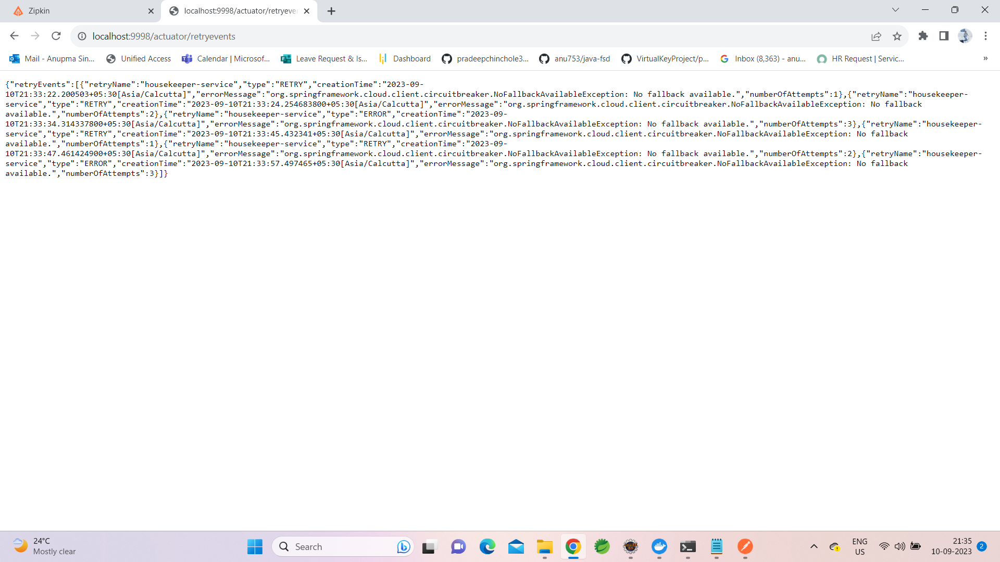 Zipkin
localhost:9998/actuator/retryeven
localhost:9998/actuator/retryevents
Mail - Anupma Sin...
Unified Access
Calendar | Microsof...
Leave Request & Is...
Dashboard
pradeepchinchole3...
anu753/java-fsd
VirtualKeyProject/p...
Inbox (8,363) - anu...
HR Request | Servic...
»
{"retryEvents":[{"retryName":"housekeeper-service","type":"RETRY","creationTime":"2023-09-
10T21:33:22.200503+05:30[Asia/Calcutta]","errorMessage":"org.springframework.cloud.client.circuitbreaker.NoFallbackAvailableException: No fallback available.","numberOfAttempts":1},{"retryName":"housekeeper-
service","type":"RETRY","creationTime":"2023-09-10T21:33:24.254683800+05:30[Asia/Calcutta]","errorMessage":"org.springframework.cloud.client.circuitbreaker.NoFallbackAvailableException: No fallback
available.","numberOfAttempts":2},{"retryName":"housekeeper-service","type":"ERROR","creationTime":"2023-09-
10T21:33:34.314337800+05:30[Asia/Calcutta]","errorMessage":"org.springframework.cloud.client.circuitbreaker.NoFallbackAvailableException: No fallback available.","numberOfAttempts":3},{"retryName":"housekeeper-
service","type":"RETRY","creationTime":"2023-09-10T21:33:45.432341+05:30[Asia/Calcutta]","errorMessage":"org.springframework.cloud.client.circuitbreaker.NoFallbackAvailableException: No fallback
available.","numberOfAttempts":1},{"retryName":"housekeeper-service","type":"RETRY","creationTime":"2023-09-
10T21:33:47.461424900+05:30[Asia/Calcutta]","errorMessage":"org.springframework.cloud.client.circuitbreaker.NoFallbackAvailableException: No fallback available.","numberOfAttempts":2},{"retryName":"housekeeper-
service","type":"ERROR","creationTime":"2023-09-10T21:33:57.497465+05:30[Asia/Calcutta]","errorMessage":"org.springframework.cloud.client.circuitbreaker.NoFallbackAvailableException: No fallback
available.","numberOfAttempts":3}]}
24°C
Mostly clear
Search
ENG
US
21:35
10-09-2023
2